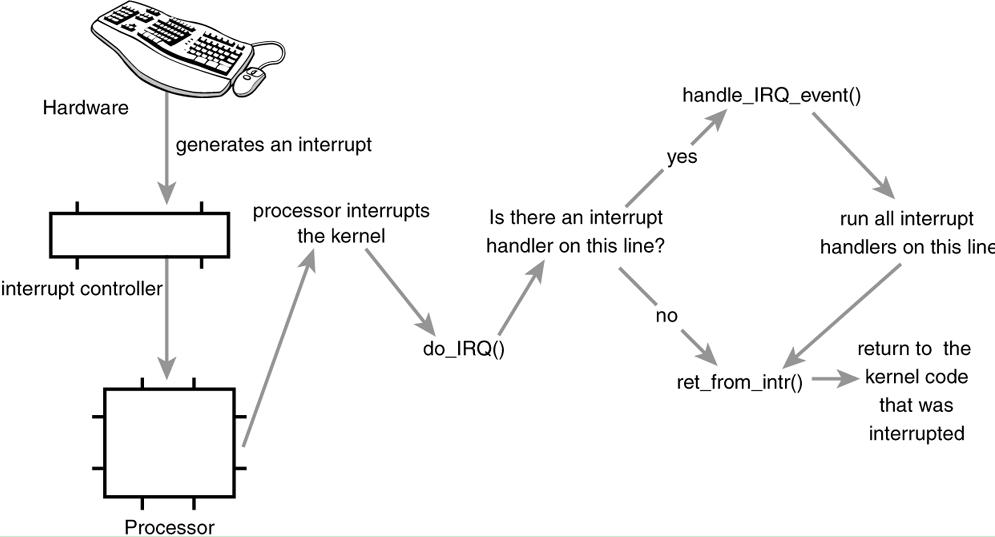 Hardware
generates an interrupt
interrupt controller
Processor
processor interrupts
the kernel
do_IRQ()
Is there an interrupt
handler on this line?
yes
no
handle_IRQ_event()
run all interrupt
handlers on this line
ret_from_intr()
return to the
kernel code
that was
interrupted